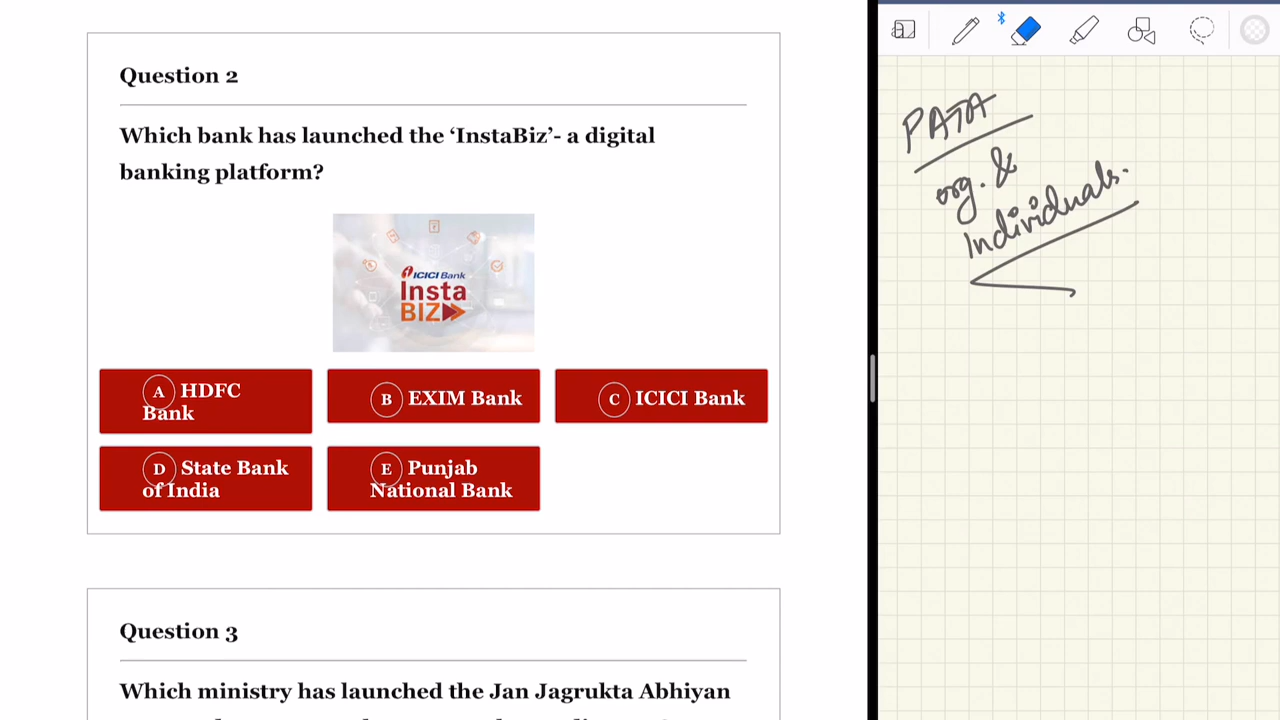 Question 2
Which bank has launched the ‘InstaBiz’- a digital
banking platform?
ICICI Bank
Insta
BIZ
A HDFC
Bank
B EXIM Bank
C ICICI Bank
D State Bank
of India
E Punjab
National Bank
Question 3
Which ministry has launched the Jan Jagrukta Abhiyan
PATA
org. &
Individuals.